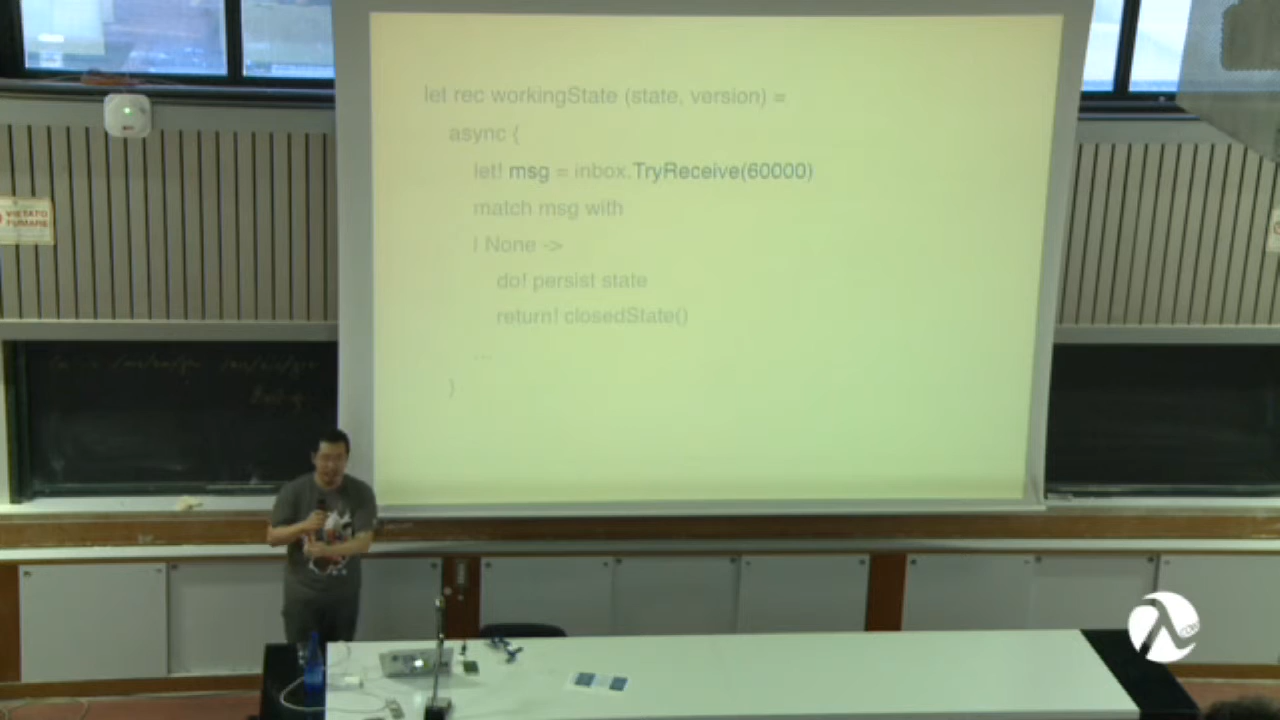 let rec workingState (state, version) =
async {
let! msg = inbox.TryReceive(60000)
match msg with
| None ->
do! persist state
return! closedState()
...
}
VIETATO
FUMARE